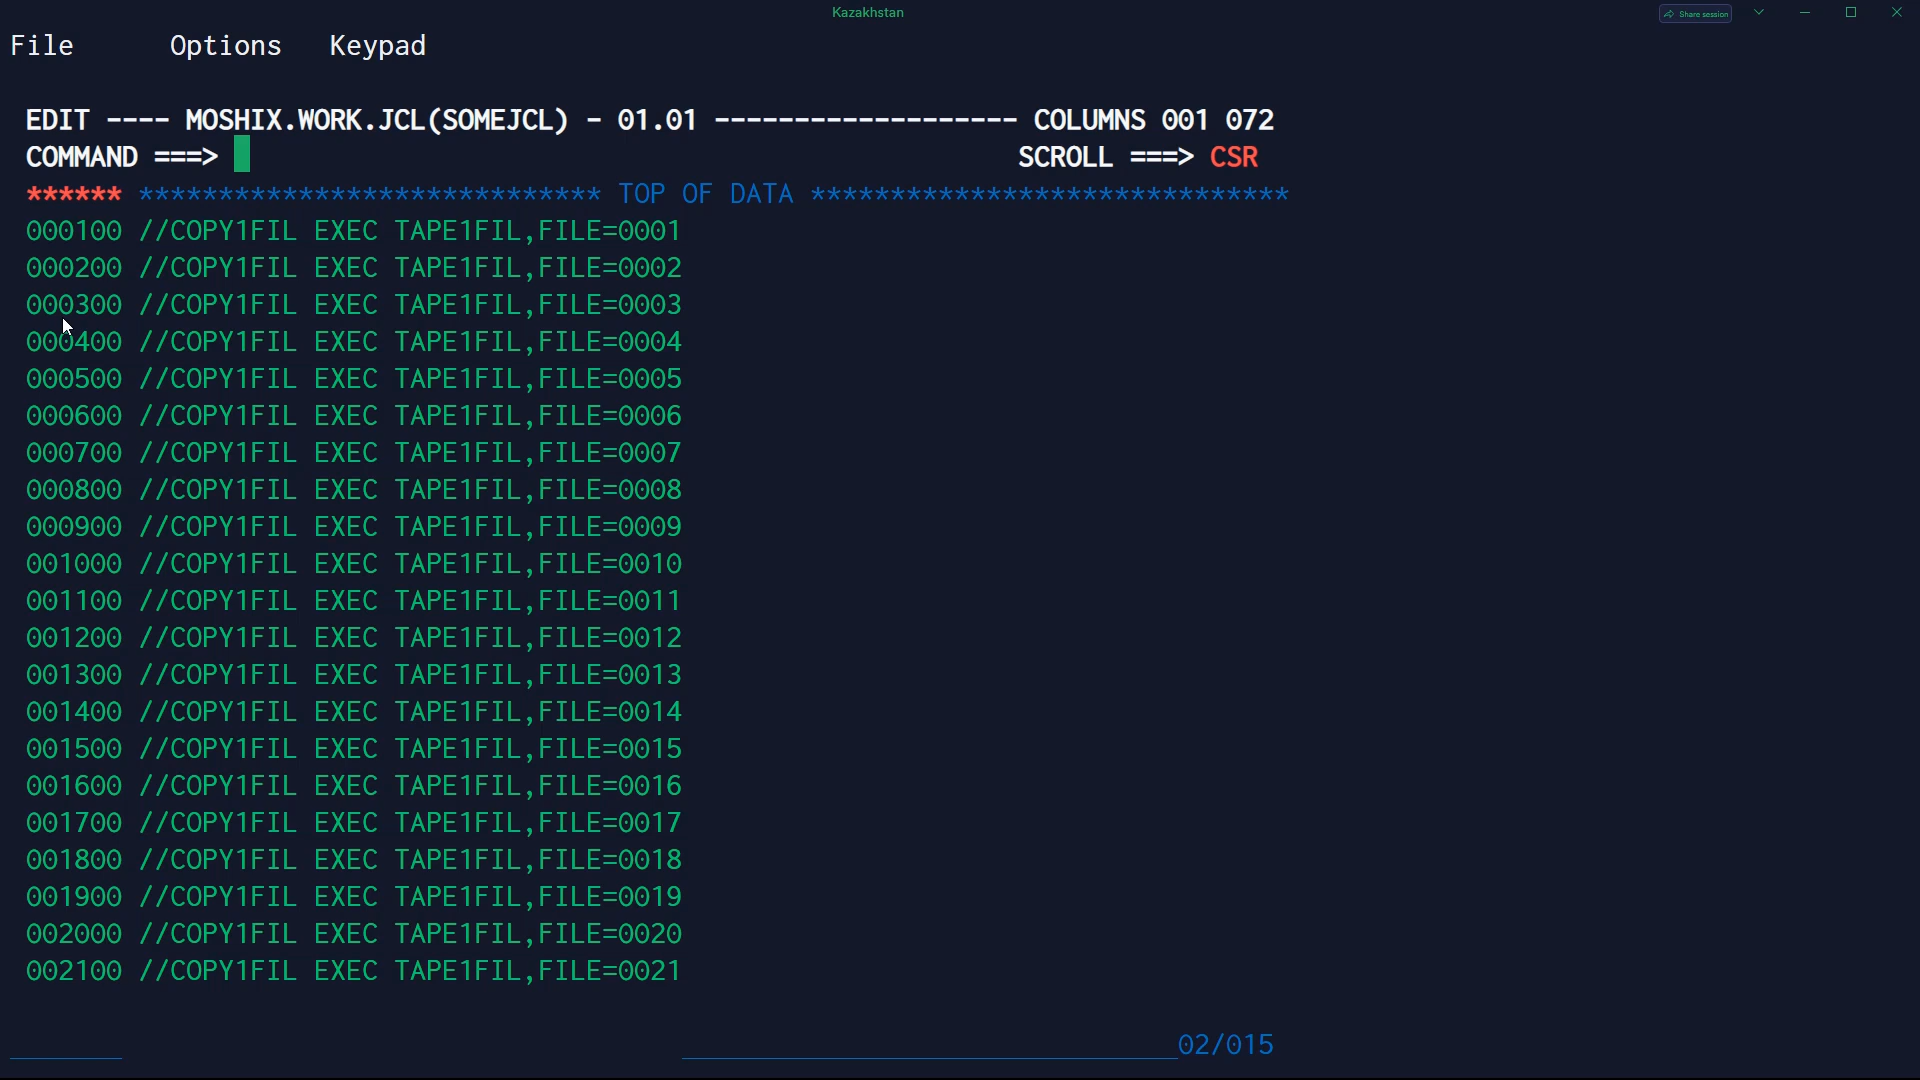 Kazakhstan
Share session
File Options Keypad
EDIT ---- MOSHIX.WORK.JCL(SOMEJCL) - 01.01 ------------------- COLUMNS 001 072
COMMAND ===> SCROLL ===> CSR
****** ***************************** TOP OF DATA ******************************
000100 //COPY1FIL EXEC TAPE1FIL,FILE=0001
000200 //COPY1FIL EXEC TAPE1FIL,FILE=0002
000300 //COPY1FIL EXEC TAPE1FIL,FILE=0003
000400 //COPY1FIL EXEC TAPE1FIL,FILE=0004
000500 //COPY1FIL EXEC TAPE1FIL,FILE=0005
000600 //COPY1FIL EXEC TAPE1FIL,FILE=0006
000700 //COPY1FIL EXEC TAPE1FIL,FILE=0007
000800 //COPY1FIL EXEC TAPE1FIL,FILE=0008
000900 //COPY1FIL EXEC TAPE1FIL,FILE=0009
001000 //COPY1FIL EXEC TAPE1FIL,FILE=0010
001100 //COPY1FIL EXEC TAPE1FIL,FILE=0011
001200 //COPY1FIL EXEC TAPE1FIL,FILE=0012
001300 //COPY1FIL EXEC TAPE1FIL,FILE=0013
001400 //COPY1FIL EXEC TAPE1FIL,FILE=0014
001500 //COPY1FIL EXEC TAPE1FIL,FILE=0015
001600 //COPY1FIL EXEC TAPE1FIL,FILE=0016
001700 //COPY1FIL EXEC TAPE1FIL,FILE=0017
001800 //COPY1FIL EXEC TAPE1FIL,FILE=0018
001900 //COPY1FIL EXEC TAPE1FIL,FILE=0019
002000 //COPY1FIL EXEC TAPE1FIL,FILE=0020
002100 //COPY1FIL EXEC TAPE1FIL,FILE=0021
02/015